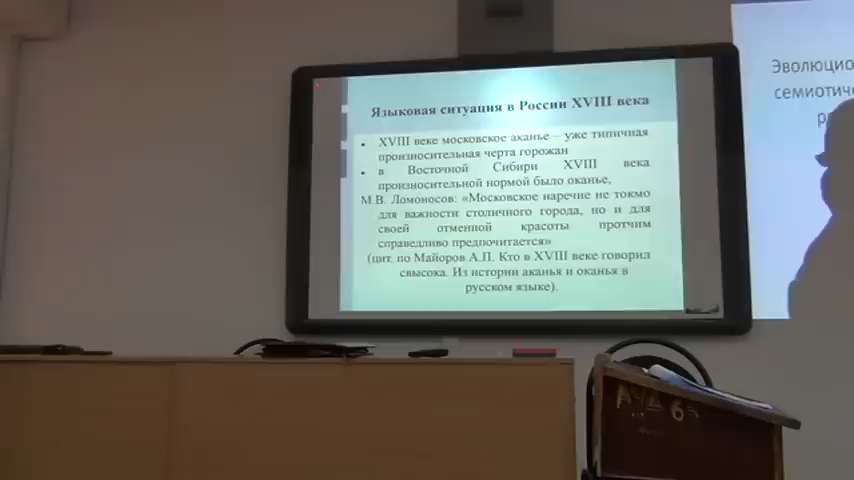 Языковая ситуация в России XVIII века
• XVIII веке московское аканье – уже типичная
произносительная черта горожан
• в Восточной Сибири XVIII века
произносительной нормой было оканье,
М.В. Ломоносов: «Московское наречие не токмо
для важности столичного города, но и для
своей отменной красоты протчим
справедливо предпочитается»
(цит. по Майоров А.П. Кто в XVIII веке говорил
свысока. Из истории аканья и оканья в
русском языке).
Эволюцио
семиотиче